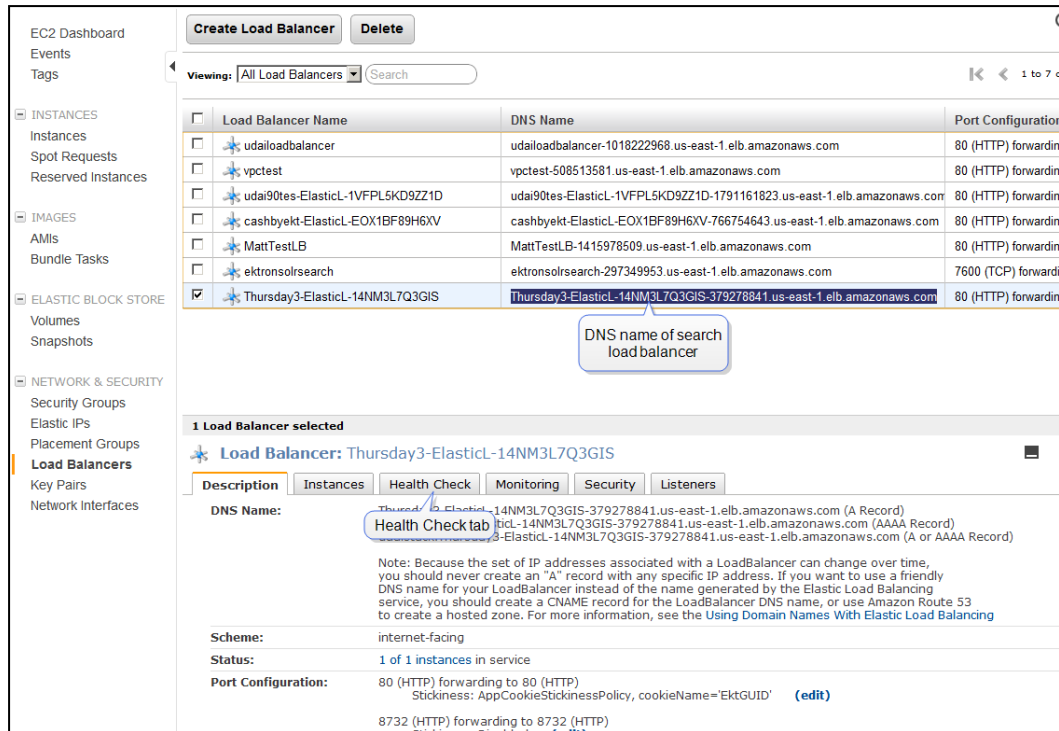 EC2 Dashboard
Events
Tags
INSTANCES
Instances
Spot Requests
Reserved Instances
IMAGES
AMIs
Bundle Tasks
ELASTIC BLOCK STORE
Volumes
Snapshots
NETWORK & SECURITY
Security Groups
Elastic IPs
Placement Groups
Load Balancers
Key Pairs
Network Interfaces
Create Load Balancer Delete
Viewing: All Load Balancers Search 1 to 7
Load Balancer Name DNS Name Port Configuration
udailoadbalancer udailoadbalancer-1018222968.us-east-1.elb.amazonaws.com 80 (HTTP) forwardin
vpctest vpctest-508513581.us-east-1.elb.amazonaws.com 80 (HTTP) forwardin
udai90tes-ElasticL-1VFPL5KD9ZZ1D udai90tes-ElasticL-1VFPL5KD9ZZ1D-1791161823.us-east-1.elb.amazonaws.com 80 (HTTP) forwardin
cashbyekt-ElasticL-EOX1BF89H6XV cashbyekt-ElasticL-EOX1BF89H6XV-766754643.us-east-1.elb.amazonaws.com 80 (HTTP) forwardin
MattTestLB MattTestLB-1415978509.us-east-1.elb.amazonaws.com 80 (HTTP) forwardin
ektronsolrsearch ektronsolrsearch-297349953.us-east-1.elb.amazonaws.com 7600 (TCP) forwardi
Thursday3-ElasticL-14NM3L7Q3GIS Thursday3-ElasticL-14NM3L7Q3GIS-379278841.us-east-1.elb.amazonaws.com 80 (HTTP) forwardin
DNS name of search
load balancer
1 Load Balancer selected
Load Balancer: Thursday3-ElasticL-14NM3L7Q3GIS
Description Instances Health Check Monitoring Security Listeners
Health Check tab
DNS Name: Thursday3-ElasticL-14NM3L7Q3GIS-379278841.us-east-1.elb.amazonaws.com (A Record)
-14NM3L7Q3GIS-379278841.us-east-1.elb.amazonaws.com (AAAA Record)
-ElasticL-14NM3L7Q3GIS-379278841.us-east-1.elb.amazonaws.com (A or AAAA Record)
Note: Because the set of IP addresses associated with a LoadBalancer can change over time,
you should never create an "A" record with any specific IP address. If you want to use a friendly
DNS name for your LoadBalancer instead of the name generated by the Elastic Load Balancing
service, you should create a CNAME record for the LoadBalancer DNS name, or use Amazon Route 53
to create a hosted zone. For more information, see the Using Domain Names With Elastic Load Balancing
Scheme: internet-facing
Status: 1 of 1 instances in service
Port Configuration: 80 (HTTP) forwarding to 80 (HTTP)
Stickiness: AppCookieStickinessPolicy, cookieName='EktGUID' (edit)
8732 (HTTP) forwarding to 8732 (HTTP)